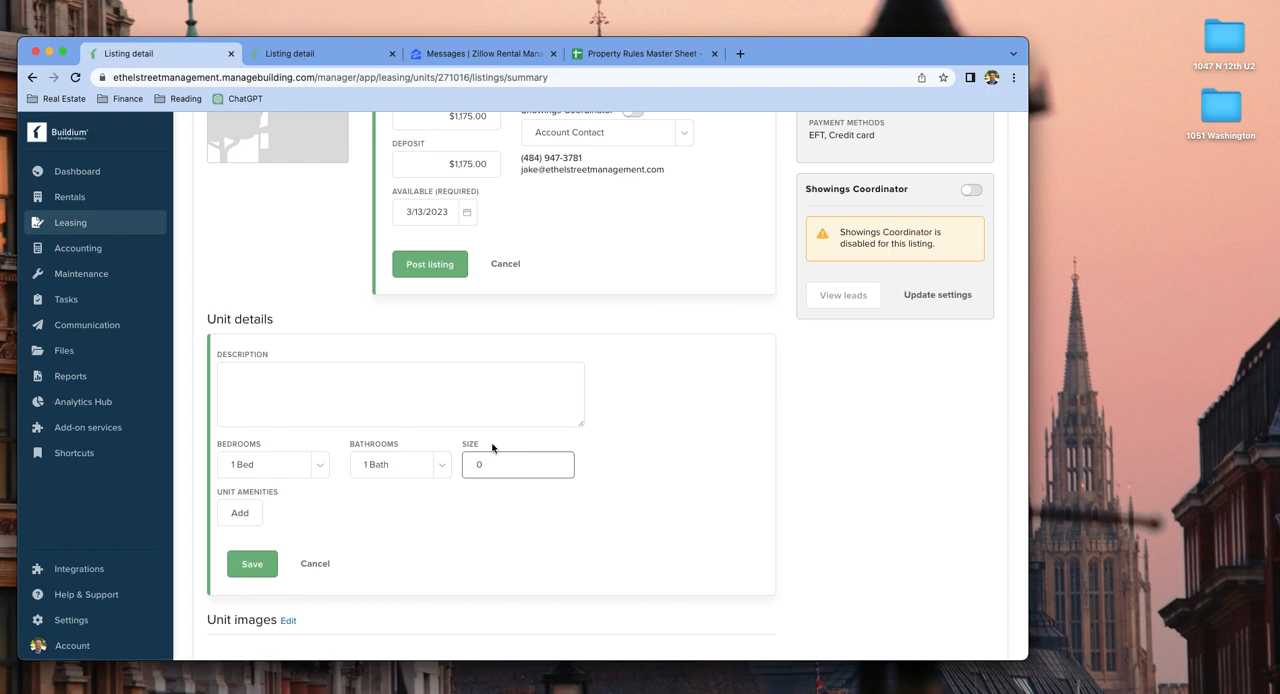 Listing detail
Listing detail
Messages | Zillow Rental Mana
Property Rules Master Sheet -
ethelstreetmanagement.managebuilding.com/manager/app/leasing/units/271016/listings/summary
Real Estate
Finance
Reading
ChatGPT
1047 N 12th U2
1051 Washington
Buildium
Dashboard
Rentals
Leasing
Accounting
Maintenance
Tasks
Communication
Files
Reports
Analytics Hub
Add-on services
Shortcuts
Integrations
Help & Support
Settings
Account
$1,175.00
DEPOSIT
$1,175.00
AVAILABLE (REQUIRED)
3/13/2023
Showings Coordinator
Account Contact
(484) 947-3781
jake@ethelstreetmanagement.com
Post listing
Cancel
PAYMENT METHODS
EFT, Credit card
Showings Coordinator
Showings Coordinator is
disabled for this listing.
View leads
Update settings
Unit details
DESCRIPTION
BEDROOMS
BATHROOMS
SIZE
1 Bed
1 Bath
0
UNIT AMENITIES
Add
Save
Cancel
Unit images Edit